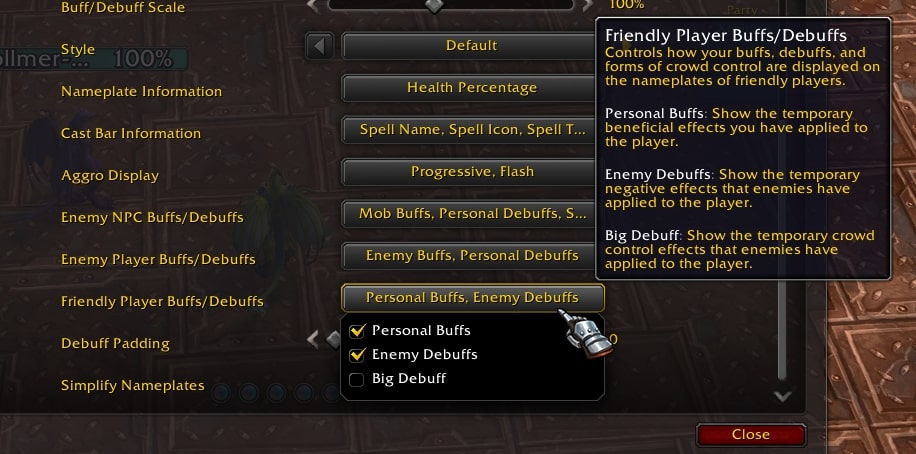 Buff/Debuff Scale
100%
Party
Style
Default
ollmer-... 100%
Nameplate Information
Health Percentage
Cast Bar Information
Spell Name, Spell Icon, Spell T...
Aggro Display
Progressive, Flash
Enemy NPC Buffs/Debuffs
Mob Buffs, Personal Debuffs, S...
Enemy Player Buffs/Debuffs
Enemy Buffs, Personal Debuffs
Friendly Player Buffs/Debuffs
Personal Buffs, Enemy Debuffs
Personal Buffs
Enemy Debuffs
Big Debuff
Debuff Padding
0
Simplify Nameplates
Friendly Player Buffs/Debuffs
Controls how your buffs, debuffs, and
forms of crowd control are displayed on
the nameplates of friendly players.
Personal Buffs: Show the temporary
beneficial effects you have applied to
the player.
Enemy Debuffs: Show the temporary
negative effects that enemies have
applied to the player.
Big Debuff: Show the temporary crowd
control effects that enemies have
applied to the player.
Close